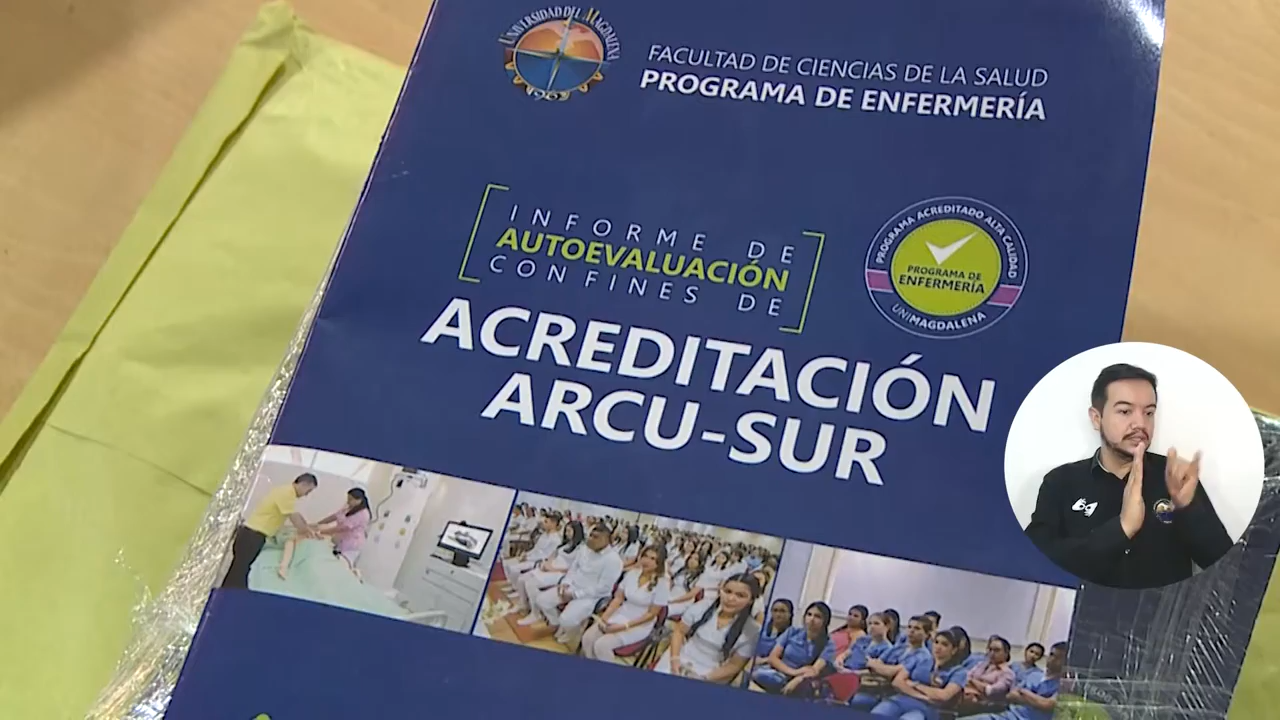 UNIVERSIDAD DEL MAGDALENA
1962
FACULTAD DE CIENCIAS DE LA SALUD
PROGRAMA DE ENFERMERÍA
INFORME DE
AUTOEVALUACIÓN
CON FINES DE
ACREDITACIÓN
ARCU-SUR
PROGRAMA ACREDITADO ALTA CALIDAD
PROGRAMA DE
ENFERMERÍA
UNIMAGDALENA